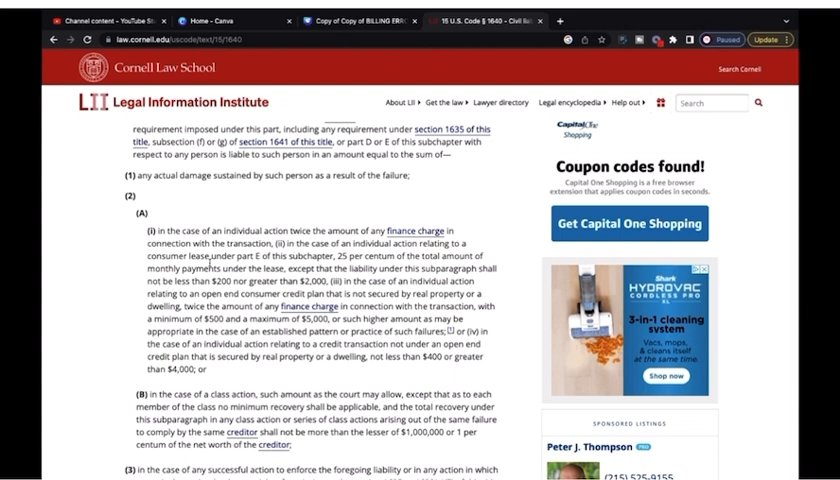 Channel content - YouTube St
Home - Canva
Copy of Copy of BILLING ERR
15 U.S. Code § 1640 - Civil lia
law.cornell.edu/uscode/text/15/1640
Paused
Update
Cornell Law School
Search Cornell
LII Legal Information Institute
About LII
Get the law
Lawyer directory
Legal encyclopedia
Help out
Search
requirement imposed under this part, including any requirement under section 1635 of this
title, subsection (f) or (g) of section 1641 of this title, or part D or E of this subchapter with
respect to any person is liable to such person in an amount equal to the sum of—
(1) any actual damage sustained by such person as a result of the failure;
(2)
(A)
(i) in the case of an individual action twice the amount of any finance charge in
connection with the transaction, (ii) in the case of an individual action relating to a
consumer lease under part E of this subchapter, 25 per centum of the total amount of
monthly payments under the lease, except that the liability under this subparagraph shall
not be less than $200 nor greater than $2,000, (iii) in the case of an individual action
relating to an open end consumer credit plan that is not secured by real property or a
dwelling, twice the amount of any finance charge in connection with the transaction, with
a minimum of $500 and a maximum of $5,000, or such higher amount as may be
appropriate in the case of an established pattern or practice of such failures;[1] or (iv) in
the case of an individual action relating to a credit transaction not under an open end
credit plan that is secured by real property or a dwelling, not less than $400 or greater
than $4,000; or
(B) in the case of a class action, such amount as the court may allow, except that as to each
member of the class no minimum recovery shall be applicable, and the total recovery under
this subparagraph in any class action or series of class actions arising out of the same failure
to comply by the same creditor shall not be more than the lesser of $1,000,000 or 1 per
centum of the net worth of the creditor;
(3) in the case of any successful action to enforce the foregoing liability or in any action in which
Capital One
Shopping
Coupon codes found!
Capital One Shopping is a free browser
extension that applies coupon codes in seconds.
Get Capital One Shopping
Shark
HYDROVAC
CORDLESS PRO
XL
3-in-1 cleaning
system
Vacs, mops,
& cleans itself
at the same time.
Shop now
SPONSORED LISTINGS
Peter J. Thompson PRO
(215) 525-9155